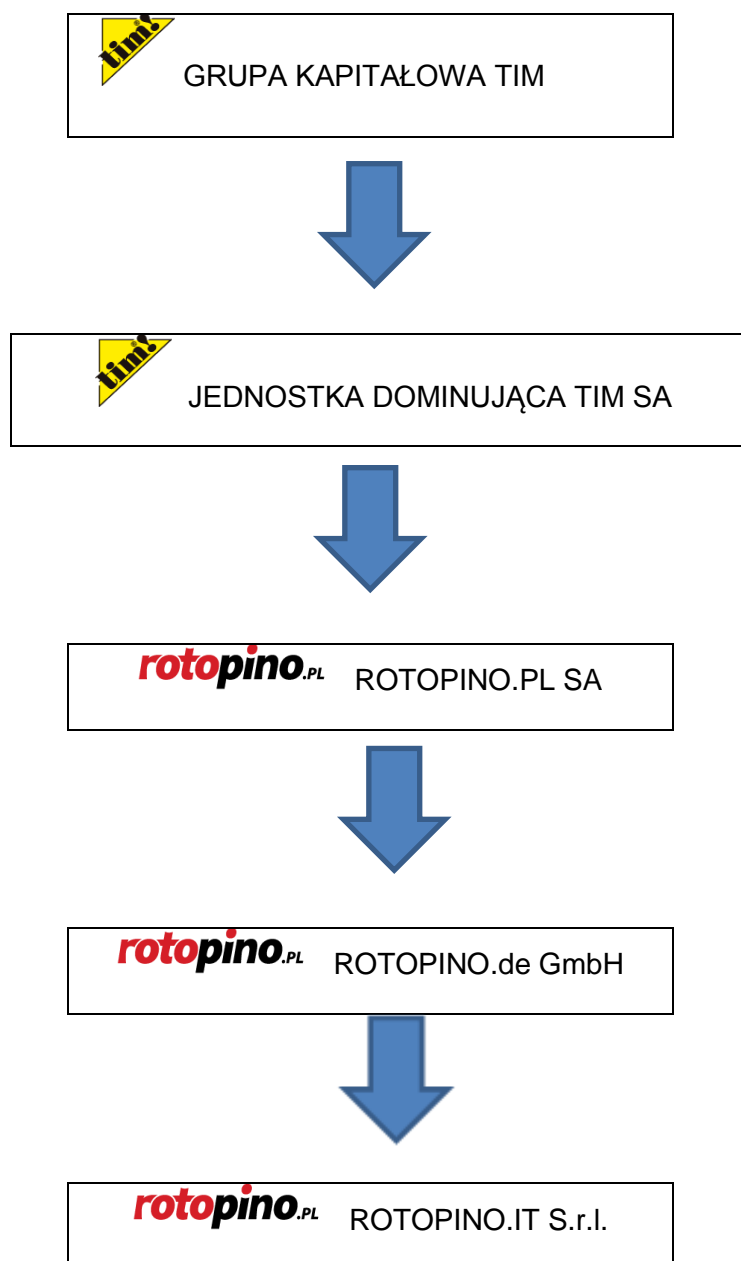 tim! GRUPA KAPITAŁOWA TIM
tim! JEDNOSTKA DOMINUJĄCA TIM SA
rotopino.PL ROTOPINO.PL SA
rotopino.PL ROTOPINO.de GmbH
rotopino.PL ROTOPINO.IT S.r.l.